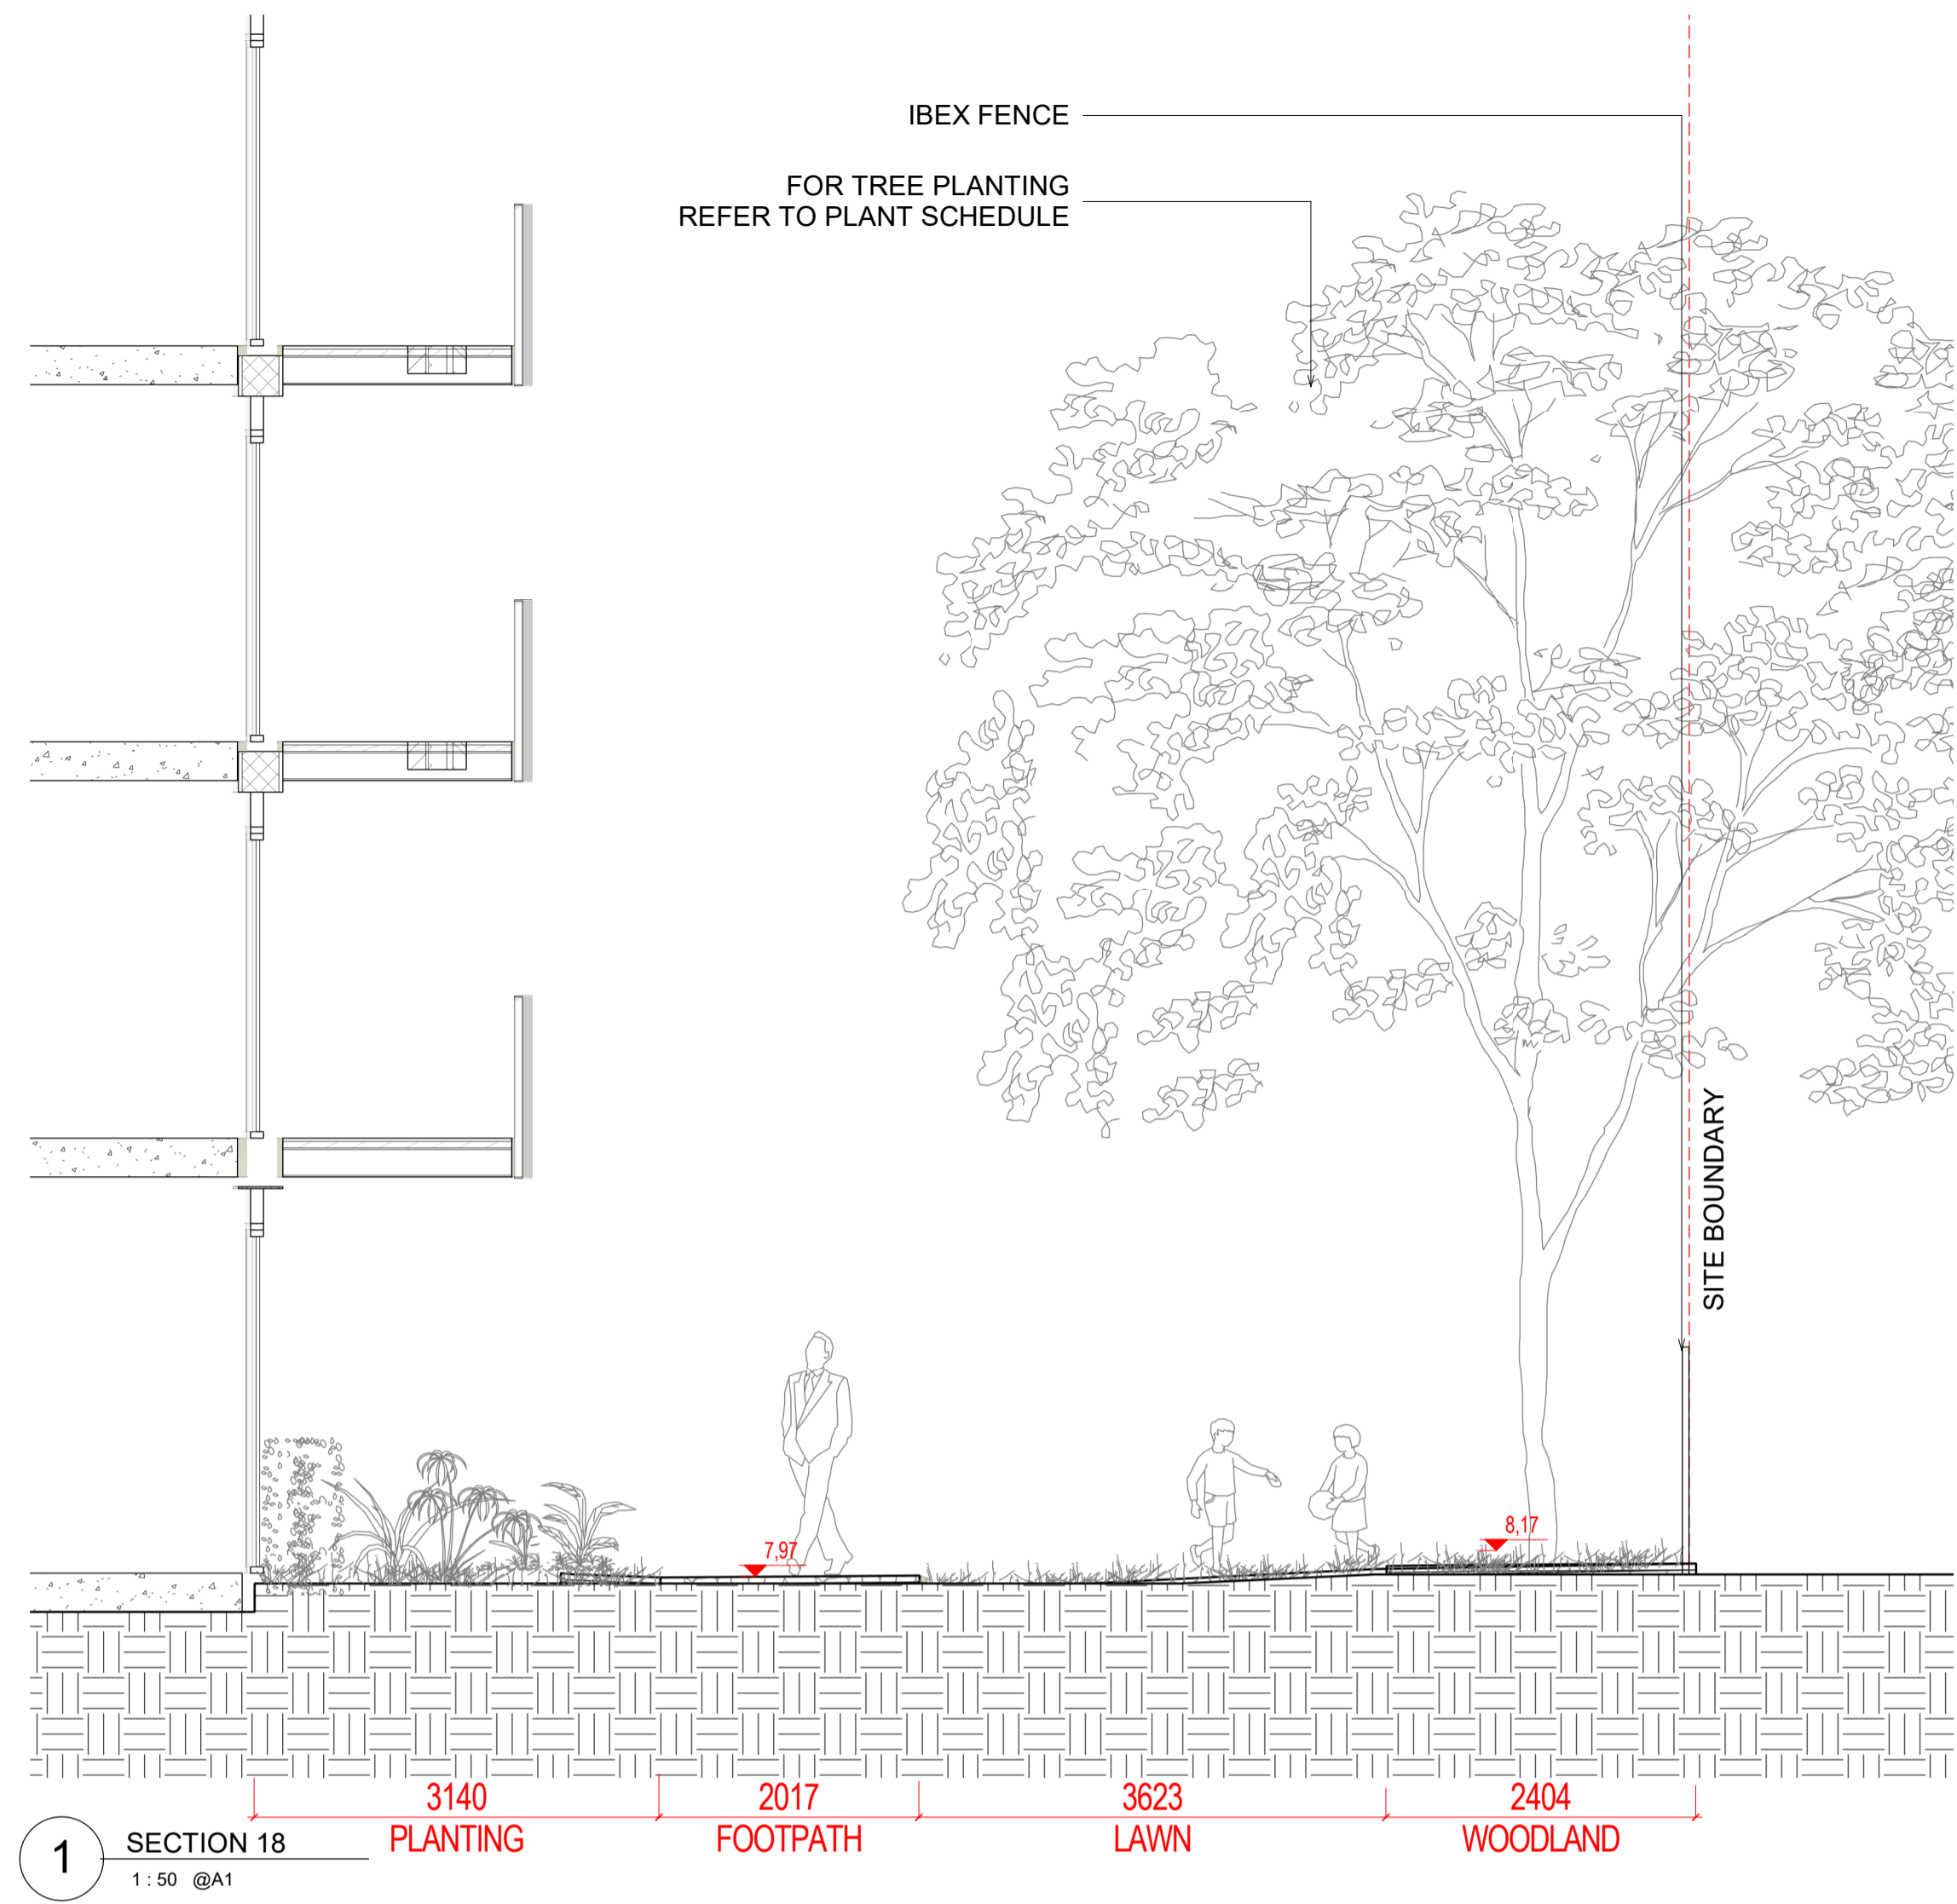 IBEX FENCE
FOR TREE PLANTING
REFER TO PLANT SCHEDULE
SITE BOUNDARY
7,97
8,17
3140
2017
3623
2404
PLANTING
FOOTPATH
LAWN
WOODLAND
1
SECTION 18
1 : 50 @A1